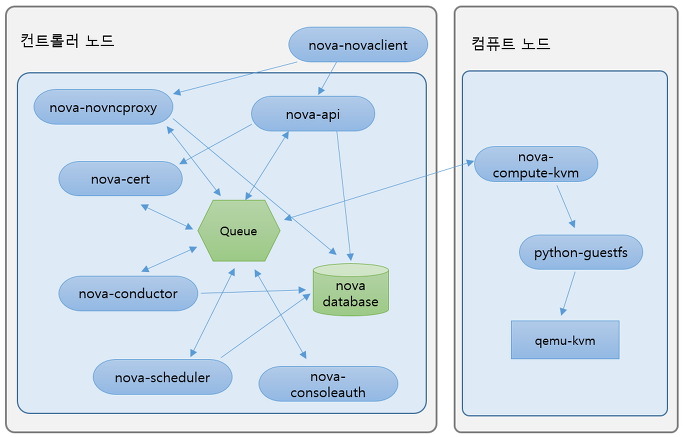 컨트롤러 노드
nova-novaclient
nova-novncproxy
nova-api
nova-cert
Queue
nova-conductor
nova
database
nova-scheduler
nova-
consoleauth
컴퓨트 노드
nova-
compute-kvm
python-guestfs
qemu-kvm